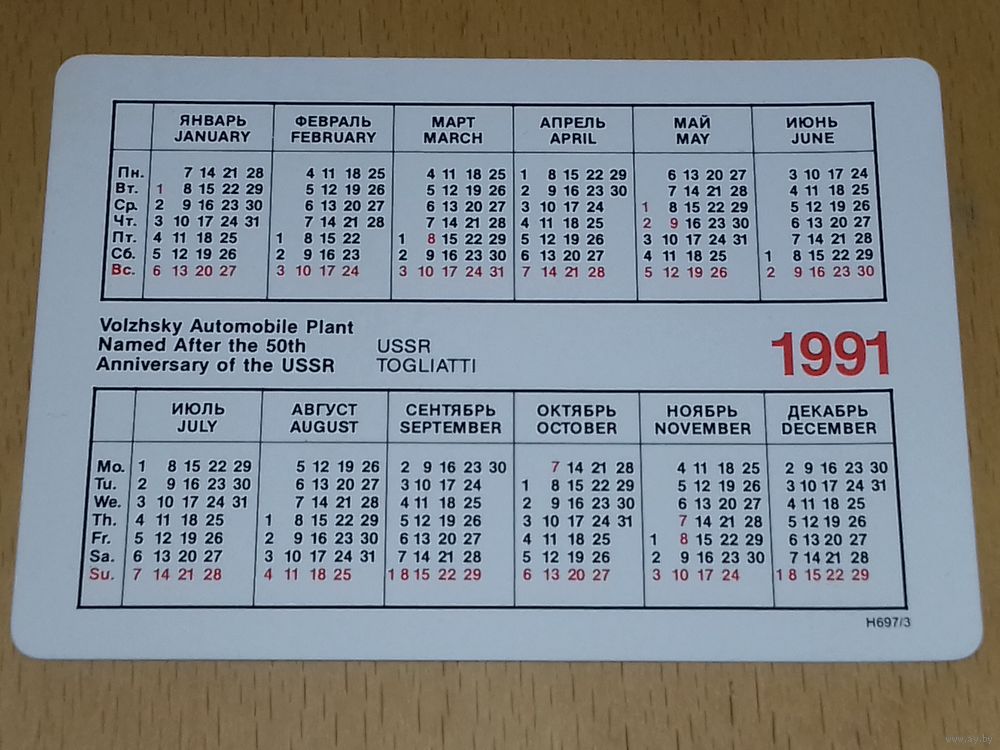 ЯНВАРЬ ФЕВРАЛЬ МАРТ АПРЕЛЬ МАЙ ИЮНЬ
JANUARY FEBRUARY MARCH APRIL MAY JUNE
Пн. 7 14 21 28 4 11 18 25 4 11 18 25 1 8 15 22 29 6 13 20 27 3 10 17 24
Вт. 1 8 15 22 29 5 12 19 26 5 12 19 26 2 9 16 23 30 7 14 21 28 4 11 18 25
Ср. 2 9 16 23 30 6 13 20 27 6 13 20 27 3 10 17 24 1 8 15 22 29 5 12 19 26
Чт. 3 10 17 24 31 7 14 21 28 7 14 21 28 4 11 18 25 2 9 16 23 30 6 13 20 27
Пт. 4 11 18 25 1 8 15 22 1 8 15 22 29 5 12 19 26 3 10 17 24 31 7 14 21 28
Сб. 5 12 19 26 2 9 16 23 2 9 16 23 30 6 13 20 27 4 11 18 25 1 8 15 22 29
Вс. 6 13 20 27 3 10 17 24 3 10 17 24 31 7 14 21 28 5 12 19 26 2 9 16 23 30
Volzhsky Automobile Plant
Named After the 50th USSR
Anniversary of the USSR TOGLIATTI
1991
ИЮЛЬ АВГУСТ СЕНТЯБРЬ ОКТЯБРЬ НОЯБРЬ ДЕКАБРЬ
JULY AUGUST SEPTEMBER OCTOBER NOVEMBER DECEMBER
Mo. 1 8 15 22 29 5 12 19 26 2 9 16 23 30 7 14 21 28 4 11 18 25 2 9 16 23 30
Tu. 2 9 16 23 30 6 13 20 27 3 10 17 24 1 8 15 22 29 5 12 19 26 3 10 17 24 31
We. 3 10 17 24 31 7 14 21 28 4 11 18 25 2 9 16 23 30 6 13 20 27 4 11 18 25
Th. 4 11 18 25 1 8 15 22 29 5 12 19 26 3 10 17 24 31 7 14 21 28 5 12 19 26
Fr. 5 12 19 26 2 9 16 23 30 6 13 20 27 4 11 18 25 1 8 15 22 29 6 13 20 27
Sa. 6 13 20 27 3 10 17 24 31 7 14 21 28 5 12 19 26 2 9 16 23 30 7 14 21 28
Su. 7 14 21 28 4 11 18 25 1 8 15 22 29 6 13 20 27 3 10 17 24 1 8 15 22 29
H697/3
www.ay.by